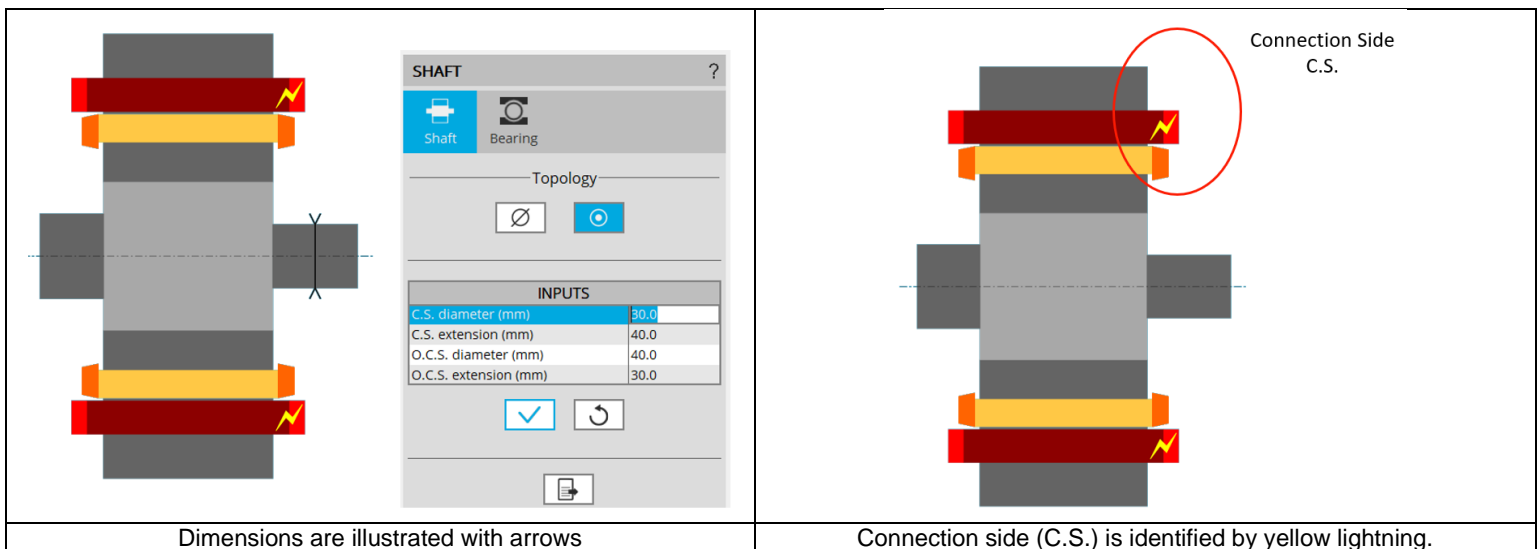 SHAFT ?
Shaft Bearing
Topology
INPUTS
C.S. diameter (mm) 30.0
C.S. extension (mm) 40.0
O.C.S. diameter (mm) 40.0
O.C.S. extension (mm) 30.0
Dimensions are illustrated with arrows
Connection Side
C.S.
Connection side (C.S.) is identified by yellow lightning.